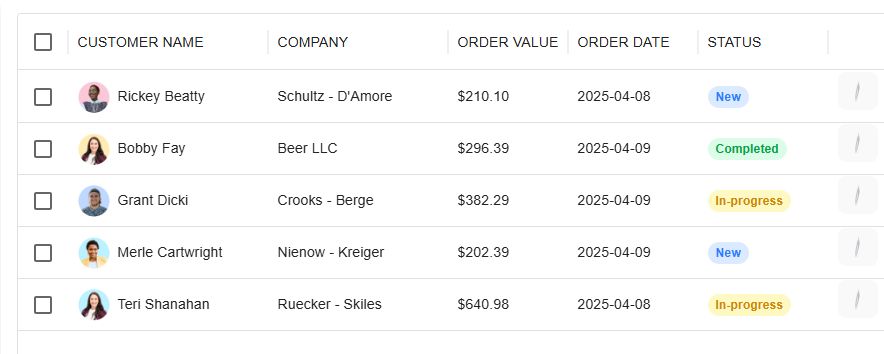 CUSTOMER NAME COMPANY ORDER VALUE ORDER DATE STATUS
Rickey Beatty Schultz - D'Amore $210.10 2025-04-08 New
Bobby Fay Beer LLC $296.39 2025-04-09 Completed
Grant Dicki Crooks - Berge $382.29 2025-04-09 In-progress
Merle Cartwright Nienow - Kreiger $202.39 2025-04-09 New
Teri Shanahan Ruecker - Skiles $640.98 2025-04-08 In-progress